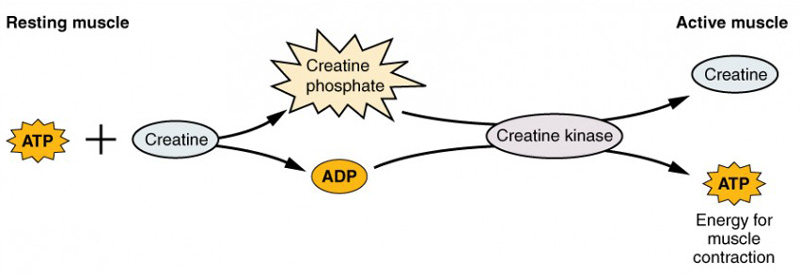 Resting muscle
Active muscle
Creatine
phosphate
Creatine
ATP
+
Creatine
Creatine kinase
ADP
ATP
Energy for
muscle
contraction